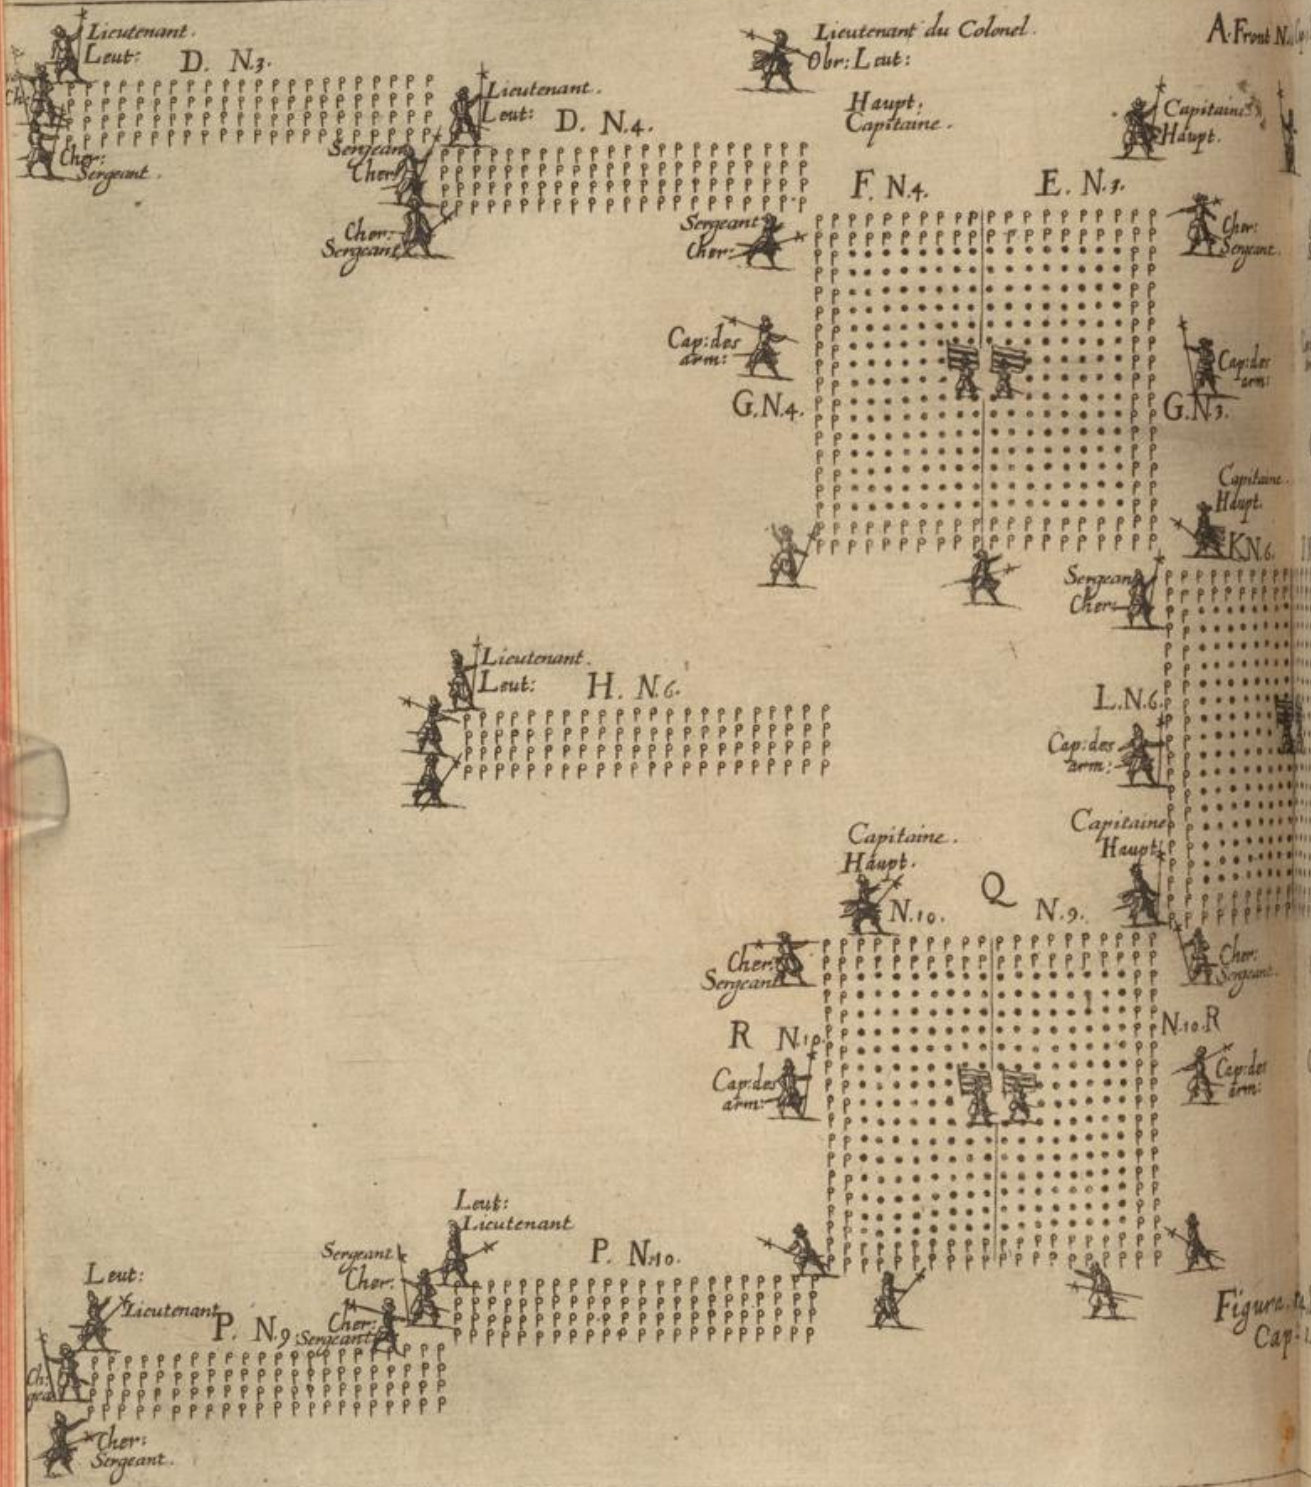 Lieutenant.
Leut:
D. N.3.
Cher:
Sergeant.
Lieutenant.
Leut:
D. N.4.
Sergeant
Cher:
Cher:
Sergeant
Lieutenant du Colonel.
Obr: Leut:
Haupt:
Capitaine.
A. Front N.
Capitaine
Haupt.
F. N.4.
E. N.3.
Sergeant
Cher:
Cher:
Sergeant.
Cap: des
arm:
Cap: des
arm:
G. N.4.
G. N.3.
Capitaine.
Haupt.
K N.6.
Sergeant
Cher:
Lieutenant.
Leut:
H. N.6.
L. N.6.
Cap: des
arm:
Capitaine
Haupt:
Capitaine.
Haupt.
Q
N.10.
N.9.
Cher:
Sergeant
Cher:
Sergeant.
R N.10
N.10 R
Cap: des
arm:
Cap: des
arm:
Leut:
Lieutenant
P. N.10.
Sergeant
Cher:
Leut:
Lieutenant
P. N.9.
Cher:
Sergeant
Cher:
Sergeant.
Figura.
Cap: